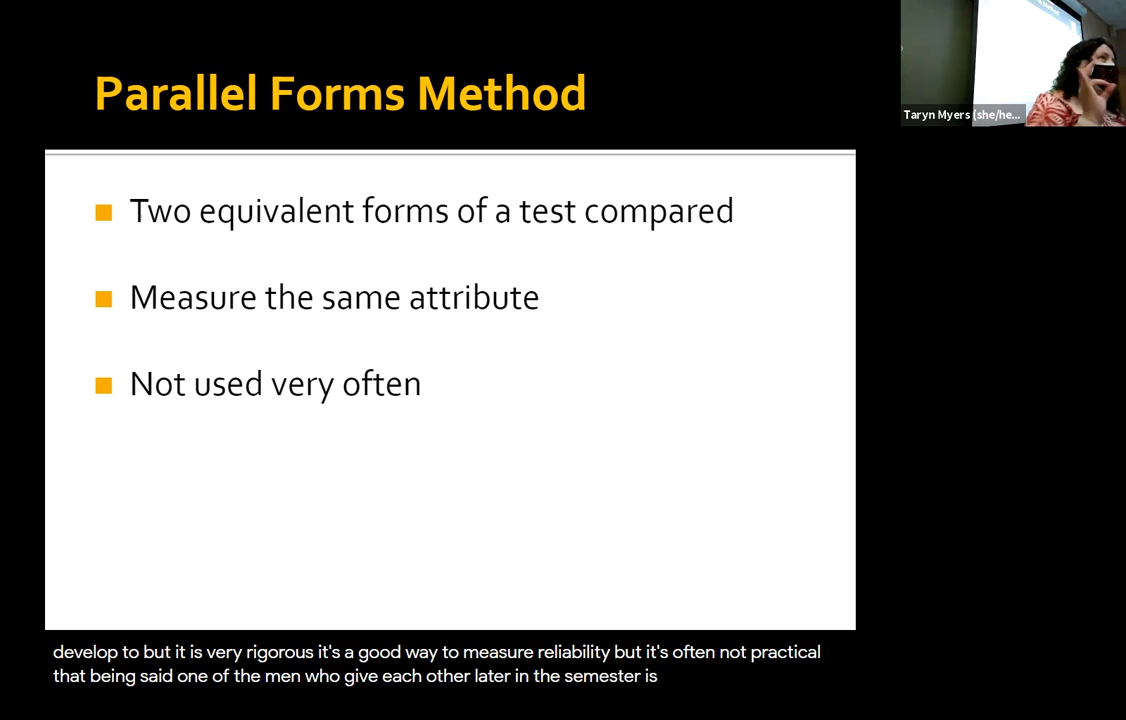 Parallel Forms Method
Taryn Myers (she/he...
Two equivalent forms of a test compared
Measure the same attribute
Not used very often
develop to but it is very rigorous it's a good way to measure reliability but it's often not practical
that being said one of the men who give each other later in the semester is